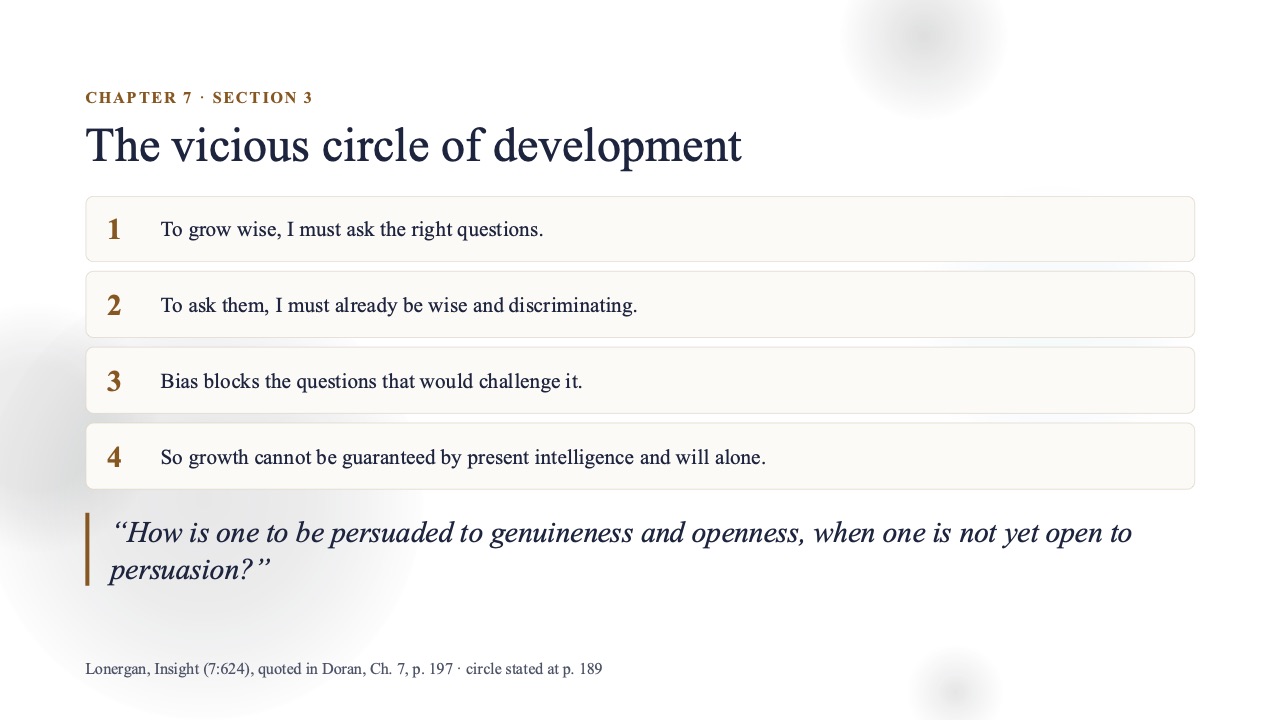 CHAPTER 7 · SECTION 3
The vicious circle of development
1 To grow wise, I must ask the right questions.
2 To ask them, I must already be wise and discriminating.
3 Bias blocks the questions that would challenge it.
4 So growth cannot be guaranteed by present intelligence and will alone.
“How is one to be persuaded to genuineness and openness, when one is not yet open to
persuasion?”
Lonergan, Insight (7:624), quoted in Doran, Ch. 7, p. 197 · circle stated at p. 189